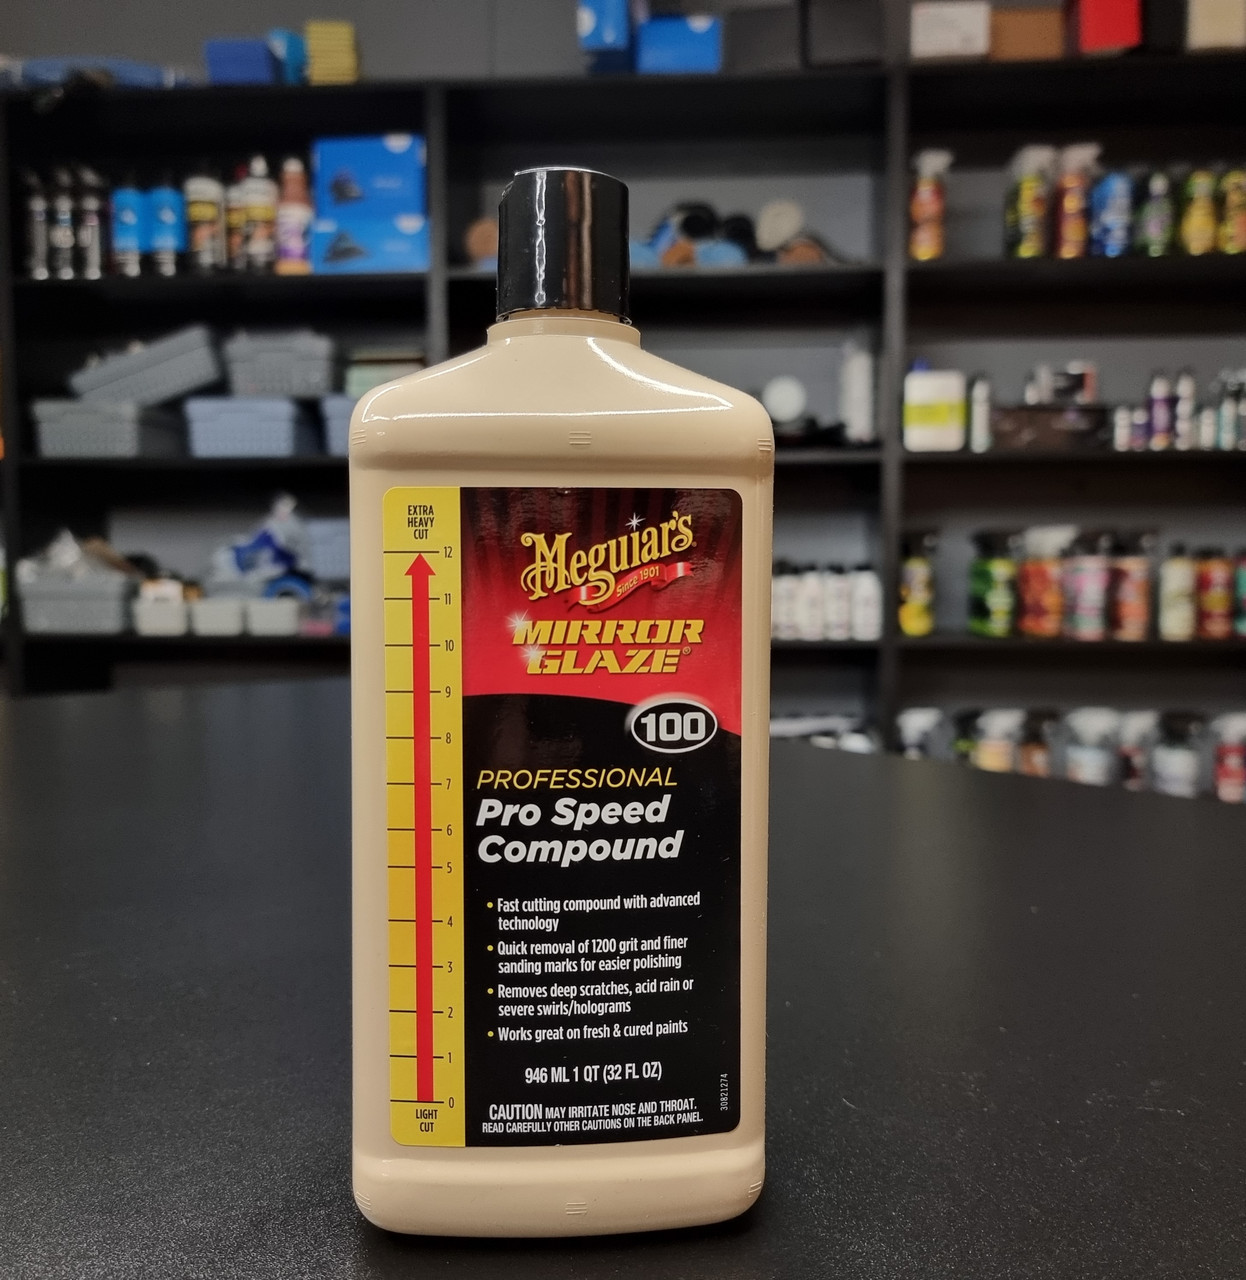 EXTRA
HEAVY
CUT
12
11
10
9
8
7
6
5
4
3
2
1
0
LIGHT
CUT
Meguiar's
Since 1901
MIRROR
GLAZE®
100
PROFESSIONAL
Pro Speed
Compound
• Fast cutting compound with advanced
technology
• Quick removal of 1200 grit and finer
sanding marks for easier polishing
• Removes deep scratches, acid rain or
severe swirls/holograms
• Works great on fresh & cured paints
946 ML 1 QT (32 FL OZ)
CAUTION MAY IRRITATE NOSE AND THROAT.
READ CAREFULLY OTHER CAUTIONS ON THE BACK PANEL.
30821274